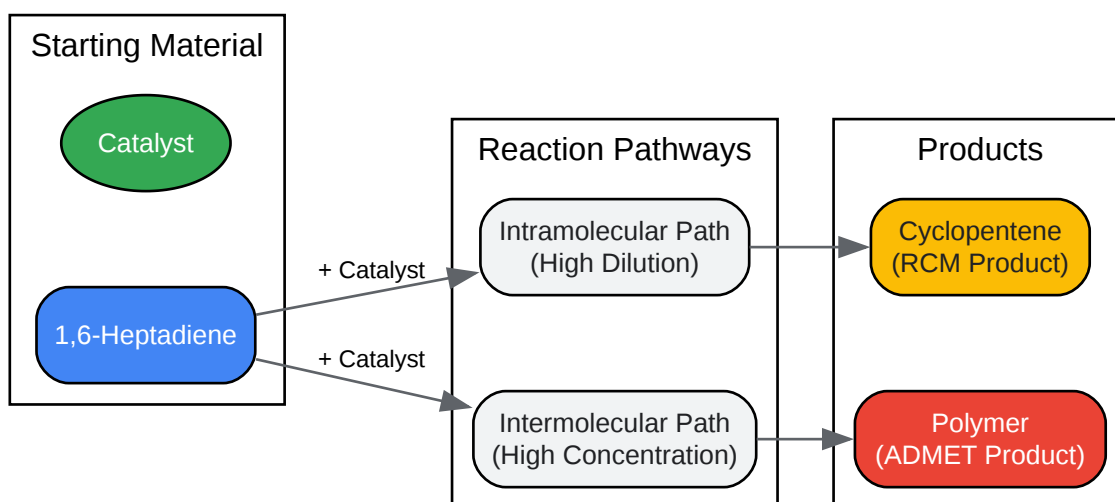 Starting Material
Catalyst
1,6-Heptadiene
+ Catalyst
+ Catalyst
Reaction Pathways
Intramolecular Path
(High Dilution)
Intermolecular Path
(High Concentration)
Products
Cyclopentene
(RCM Product)
Polymer
(ADMET Product)